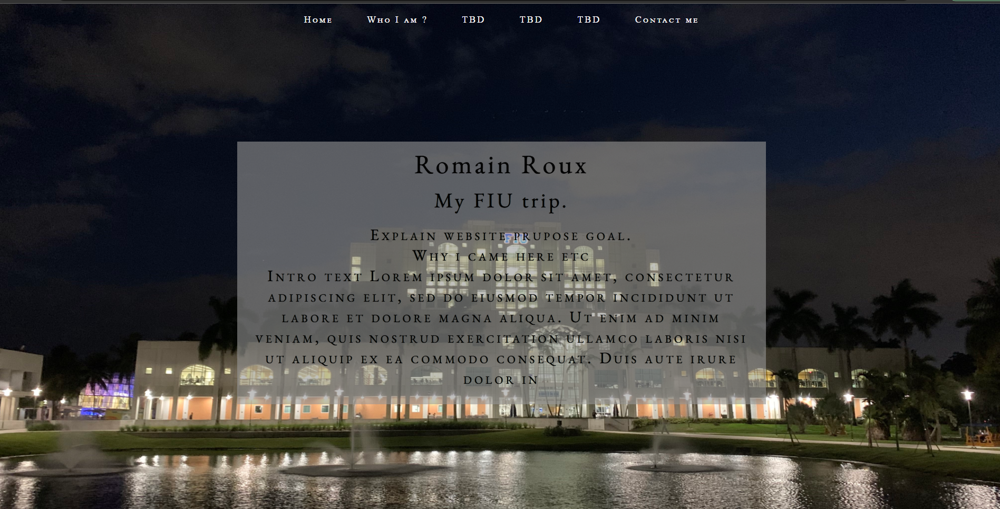 Home Who I am ? TBD TBD TBD Contact me
Romain Roux
My FIU trip.
Explain website prupose goal.
FIU
Why i came here etc
Intro text Lorem ipsum dolor sit amet, consectetur
adipiscing elit, sed do eiusmod tempor incididunt ut
labore et dolore magna aliqua. Ut enim ad minim
veniam, quis nostrud exercitation ullamco laboris nisi
ut aliquip ex ea commodo consequat. Duis aute irure
dolor in